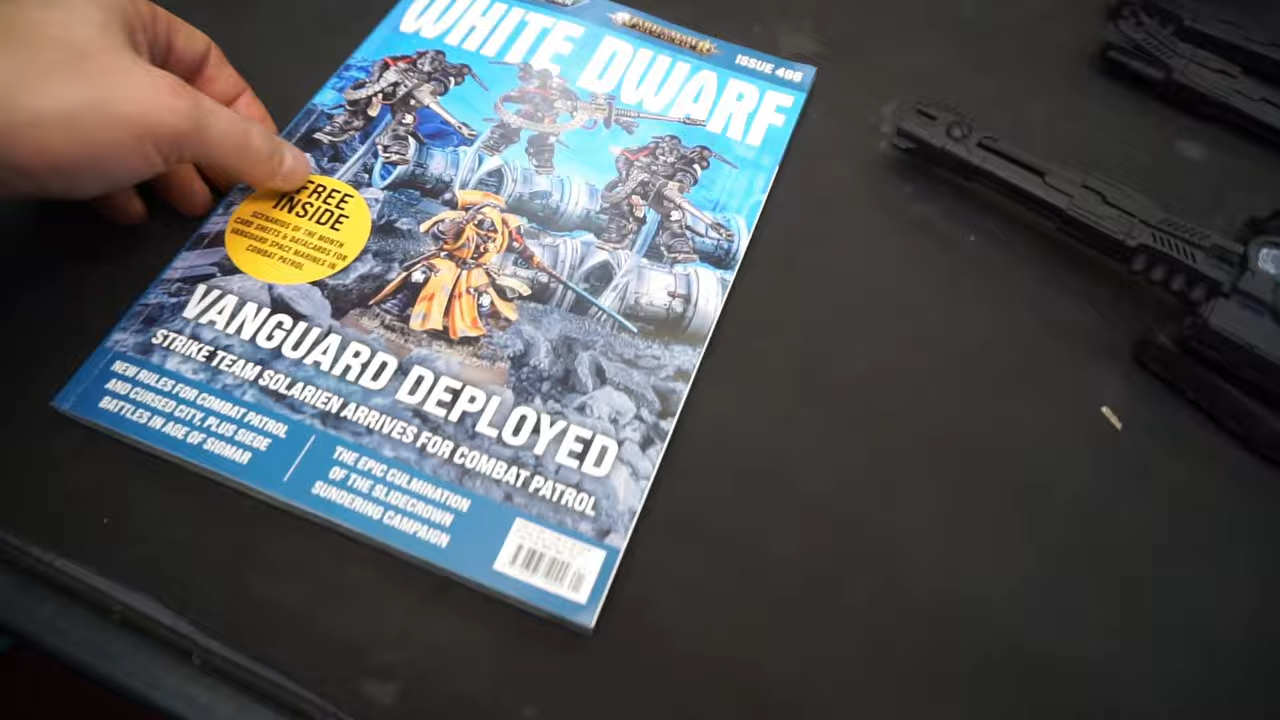 WHITE DWARF
ISSUE 496
FREE
INSIDE
SCENARIOS OF THE MONTH
CARD SHEETS & DATACARDS FOR
VANGUARD SPACE MARINES IN
COMBAT PATROL
VANGUARD DEPLOYED
STRIKE TEAM SOLARIEN ARRIVES FOR COMBAT PATROL
NEW RULES FOR COMBAT PATROL
AND CURSED CITY, PLUS SIEGE
BATTLES IN AGE OF SIGMAR
THE EPIC CULMINATION
OF THE SLIDECROWN
SUNDERING CAMPAIGN